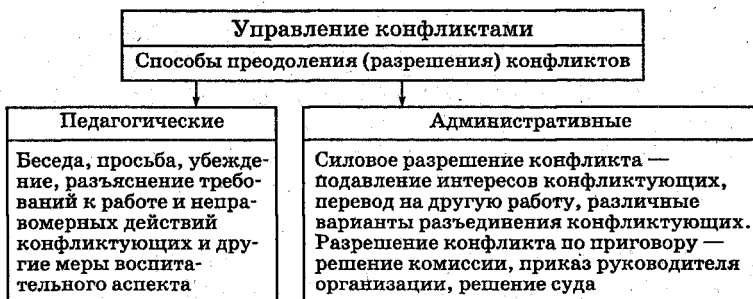 Управление конфликтами
Способы преодоления (разрешения) конфликтов
Педагогические
Беседа, просьба, убежде-
ние, разъяснение требо-
ваний к работе и непра-
вомерных действий
конфликтующих и дру-
гие меры воспита-
тельного аспекта
Административные
Силовое разрешение конфликта —
подавление интересов конфликтующих,
перевод на другую работу, различные
варианты разъединения конфликтующих.
Разрешение конфликта по приговору —
решение комиссии, приказ руководителя
организации, решение суда